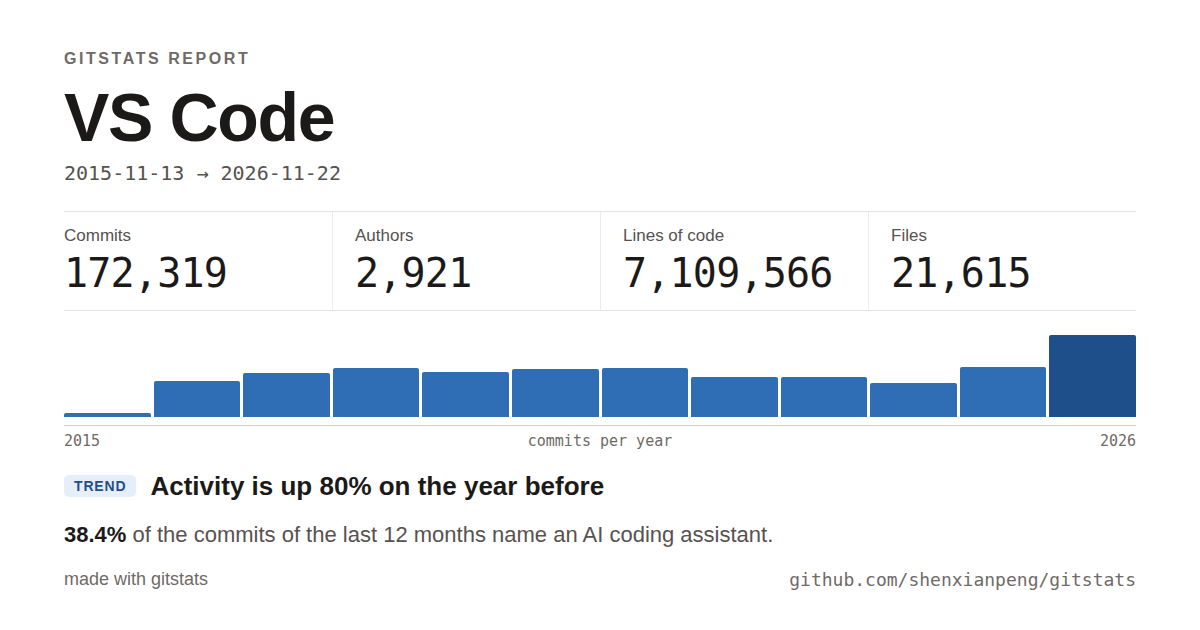 GITSTATS REPORT
VS Code
2015-11-13 → 2026-11-22
Commits
172,319
Authors
2,921
Lines of code
7,109,566
Files
21,615
2015
commits per year
2026
TREND Activity is up 80% on the year before
38.4% of the commits of the last 12 months name an AI coding assistant.
made with gitstats
github.com/shenxianpeng/gitstats